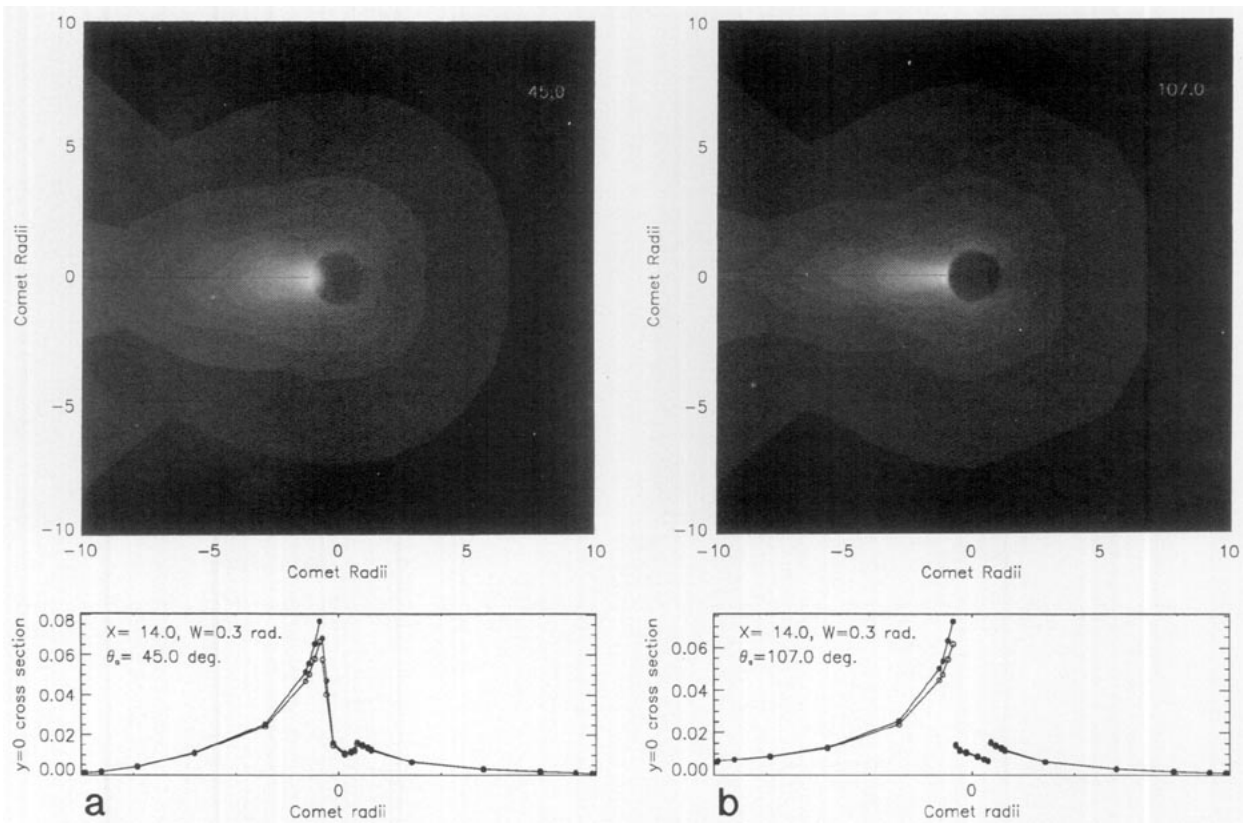 10
5
0
-5
-10
Comet Radii
45.0
-10
-5
0
5
10
Comet Radii
10
5
0
-5
-10
Comet Radii
107.0
-10
-5
0
5
10
Comet Radii
0.08
0.06
0.04
0.02
0.00
y=0 cross section
X= 14.0, W=0.3 rad.
θs= 45.0 deg.
0
Comet radii
a
0.06
0.04
0.02
0.00
y=0 cross section
X= 14.0, W=0.3 rad.
θs=107.0 deg.
0
Comet radii
b